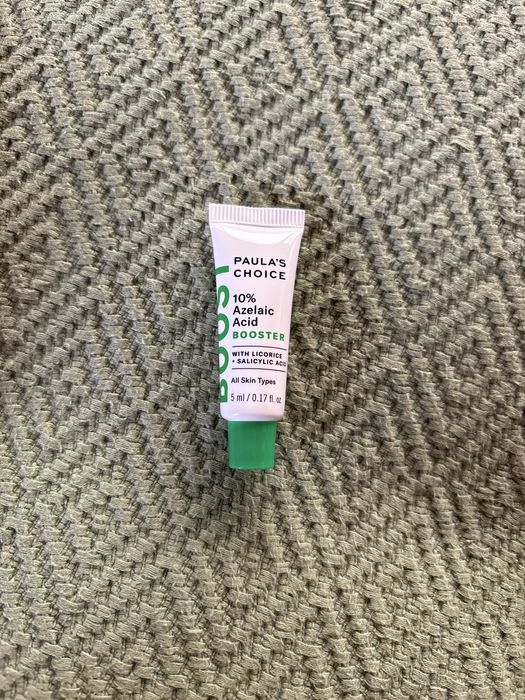 PAULA'S
CHOICE
10%
Azelaic
Acid
BOOSTER
WITH LICORICE
+ SALICYLIC ACID
All Skin Types
5 ml / 0.17 fl. oz
BOOST